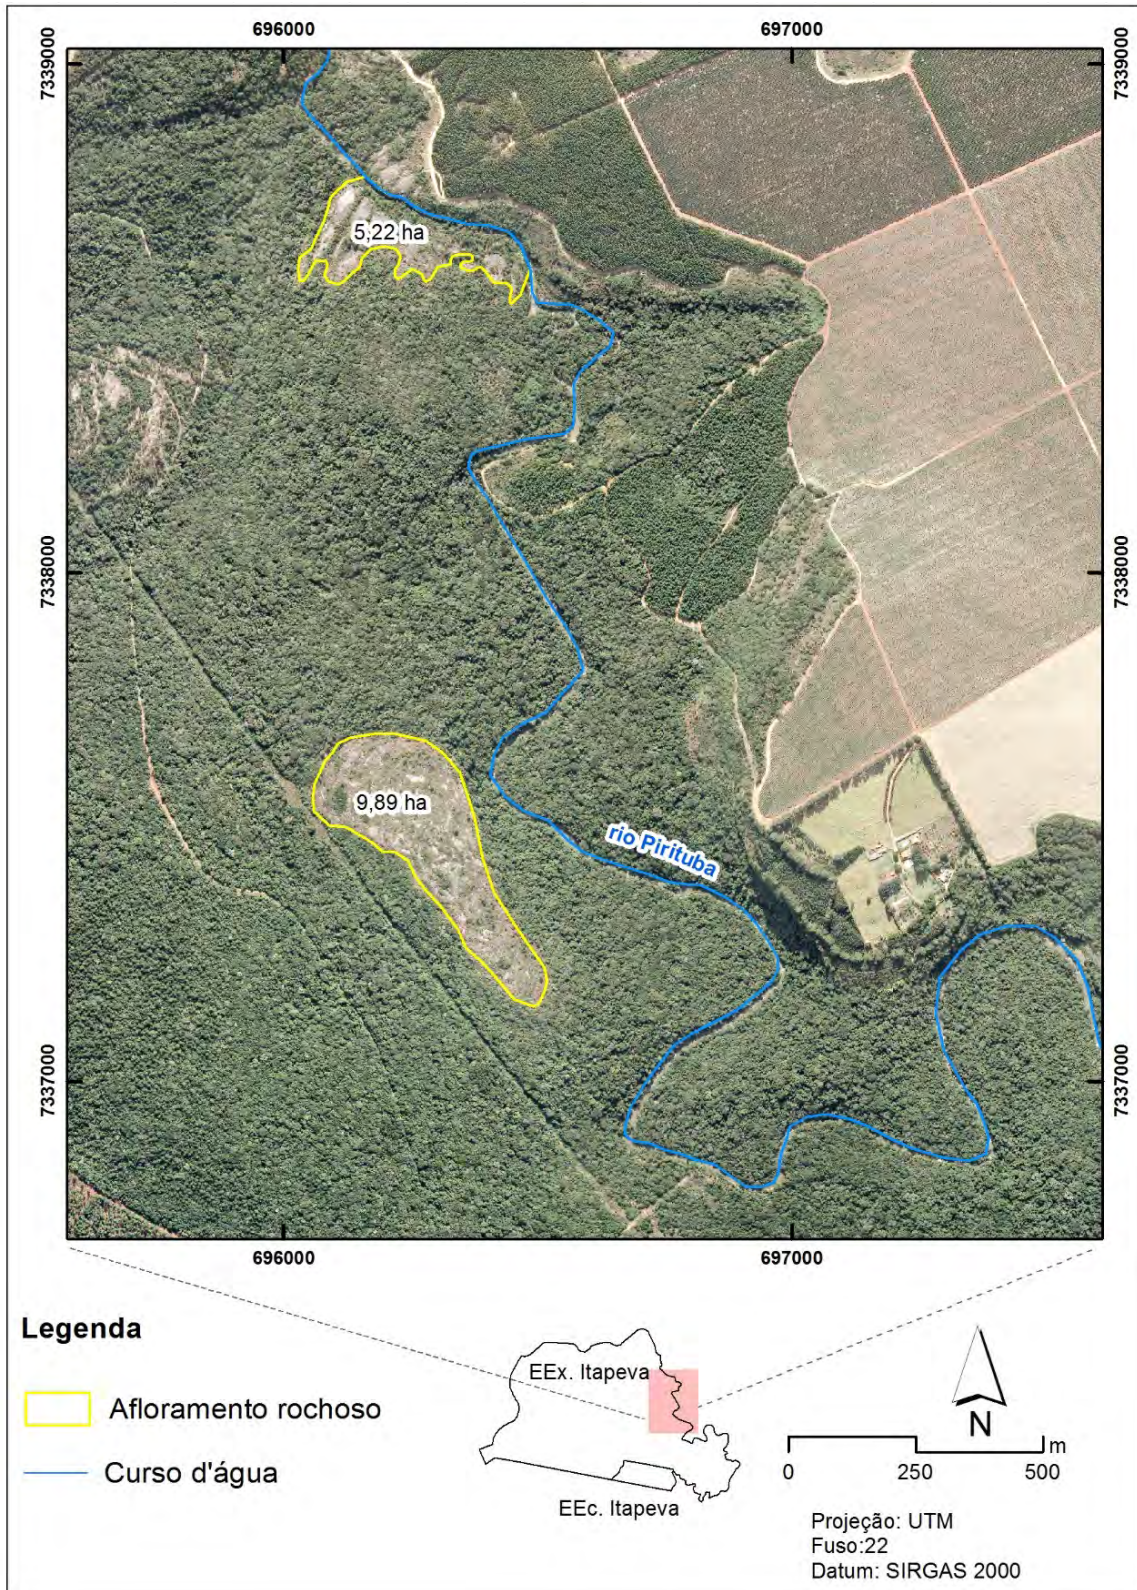 696000
697000
7339000
7339000
5,22 ha
7338000
7338000
9,89 ha
rio Pirituba
7337000
7337000
696000
697000
Legenda
EEx. Itapeva
Afloramento rochoso
N
Curso d'água
m
0 250 500
EEc. Itapeva
Projeção: UTM
Fuso:22
Datum: SIRGAS 2000